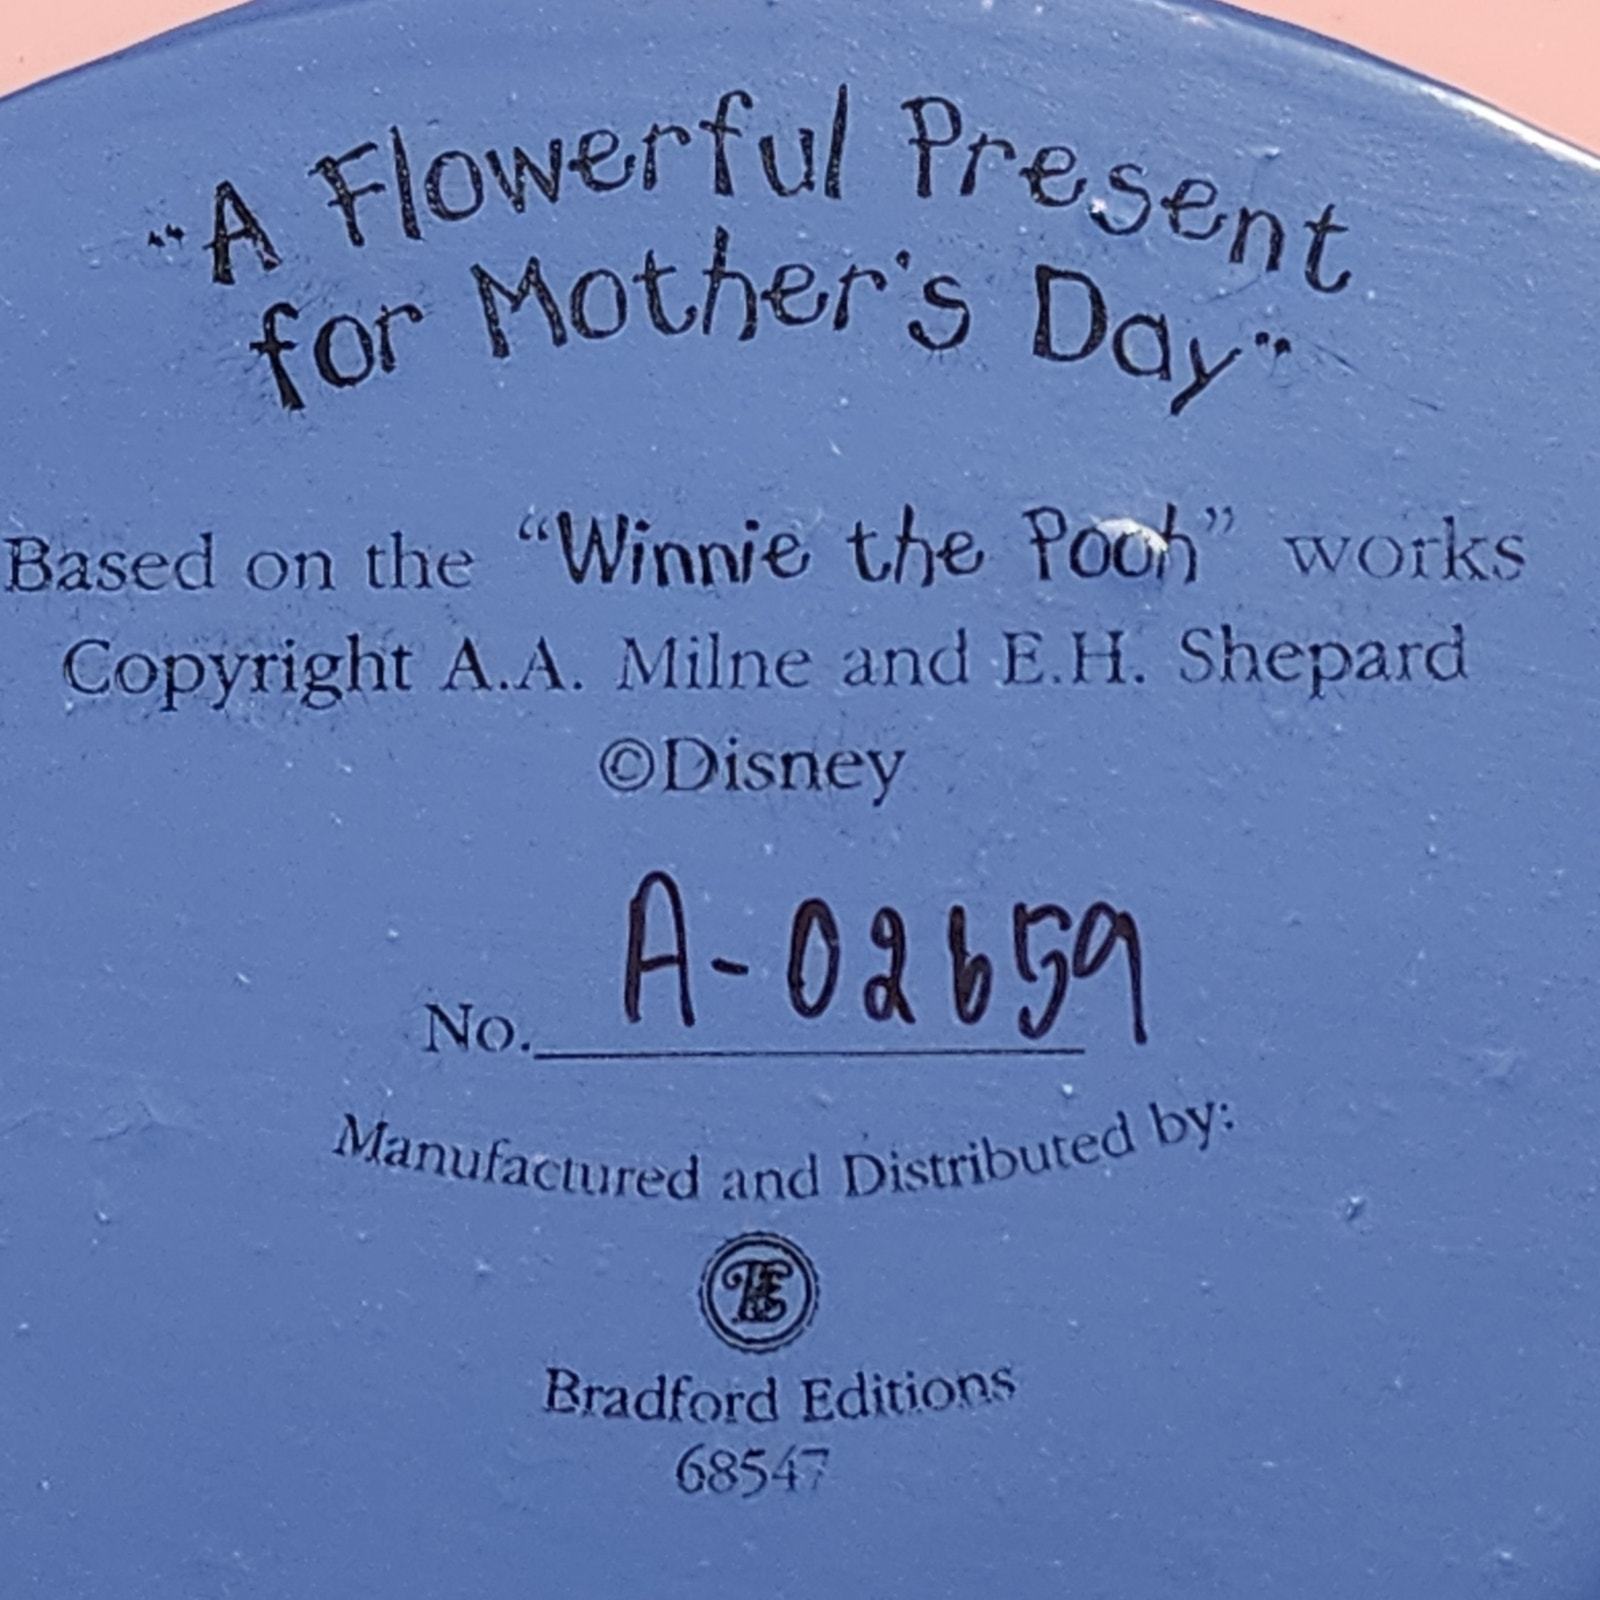 "A Flowerful Present
for Mother's Day"
Based on the "Winnie the Pooh" works
Copyright A.A. Milne and E.H. Shepard
©Disney
No. A-02659
Manufactured and Distributed by:
BE
Bradford Editions
68547